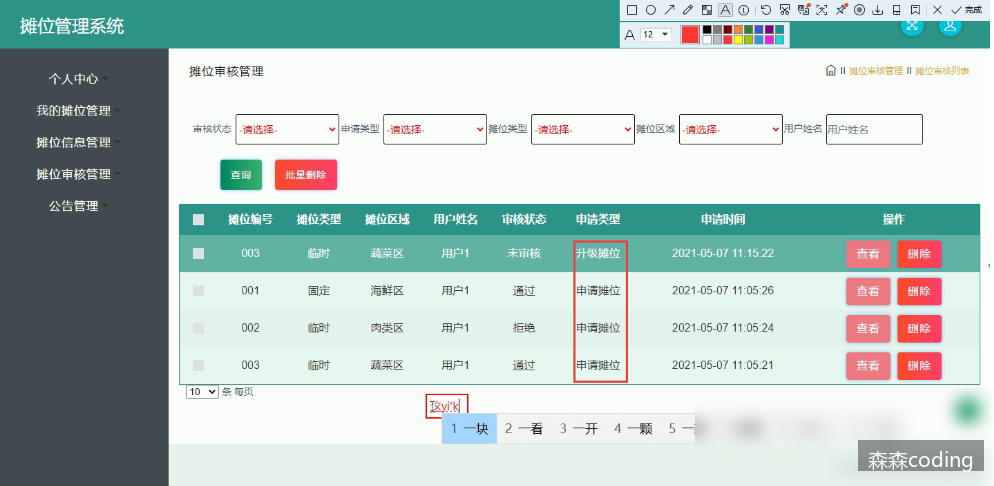 摊位管理系统
完成
A 12
个人中心
我的摊位管理
摊位信息管理
摊位审核管理
公告管理
摊位审核管理
摊位审核管理 摊位审核列表
审核状态 -请选择- 申请类型 -请选择- 摊位类型 -请选择- 摊位区域 -请选择- 用户姓名 用户姓名
查询 批量删除
摊位编号 摊位类型 摊位区域 用户姓名 审核状态 申请类型 申请时间 操作
003 临时 蔬菜区 用户1 未审核 升级摊位 2021-05-07 11:15:22 查看 删除
001 固定 海鲜区 用户1 通过 申请摊位 2021-05-07 11:05:26 查看 删除
002 临时 肉类区 用户1 拒绝 申请摊位 2021-05-07 11:05:24 查看 删除
003 临时 蔬菜区 用户1 通过 申请摊位 2021-05-07 11:05:21 查看 删除
10 条 每页
这yi'k
1 一块 2 一看 3 一开 4 一颗 5 一
森森coding